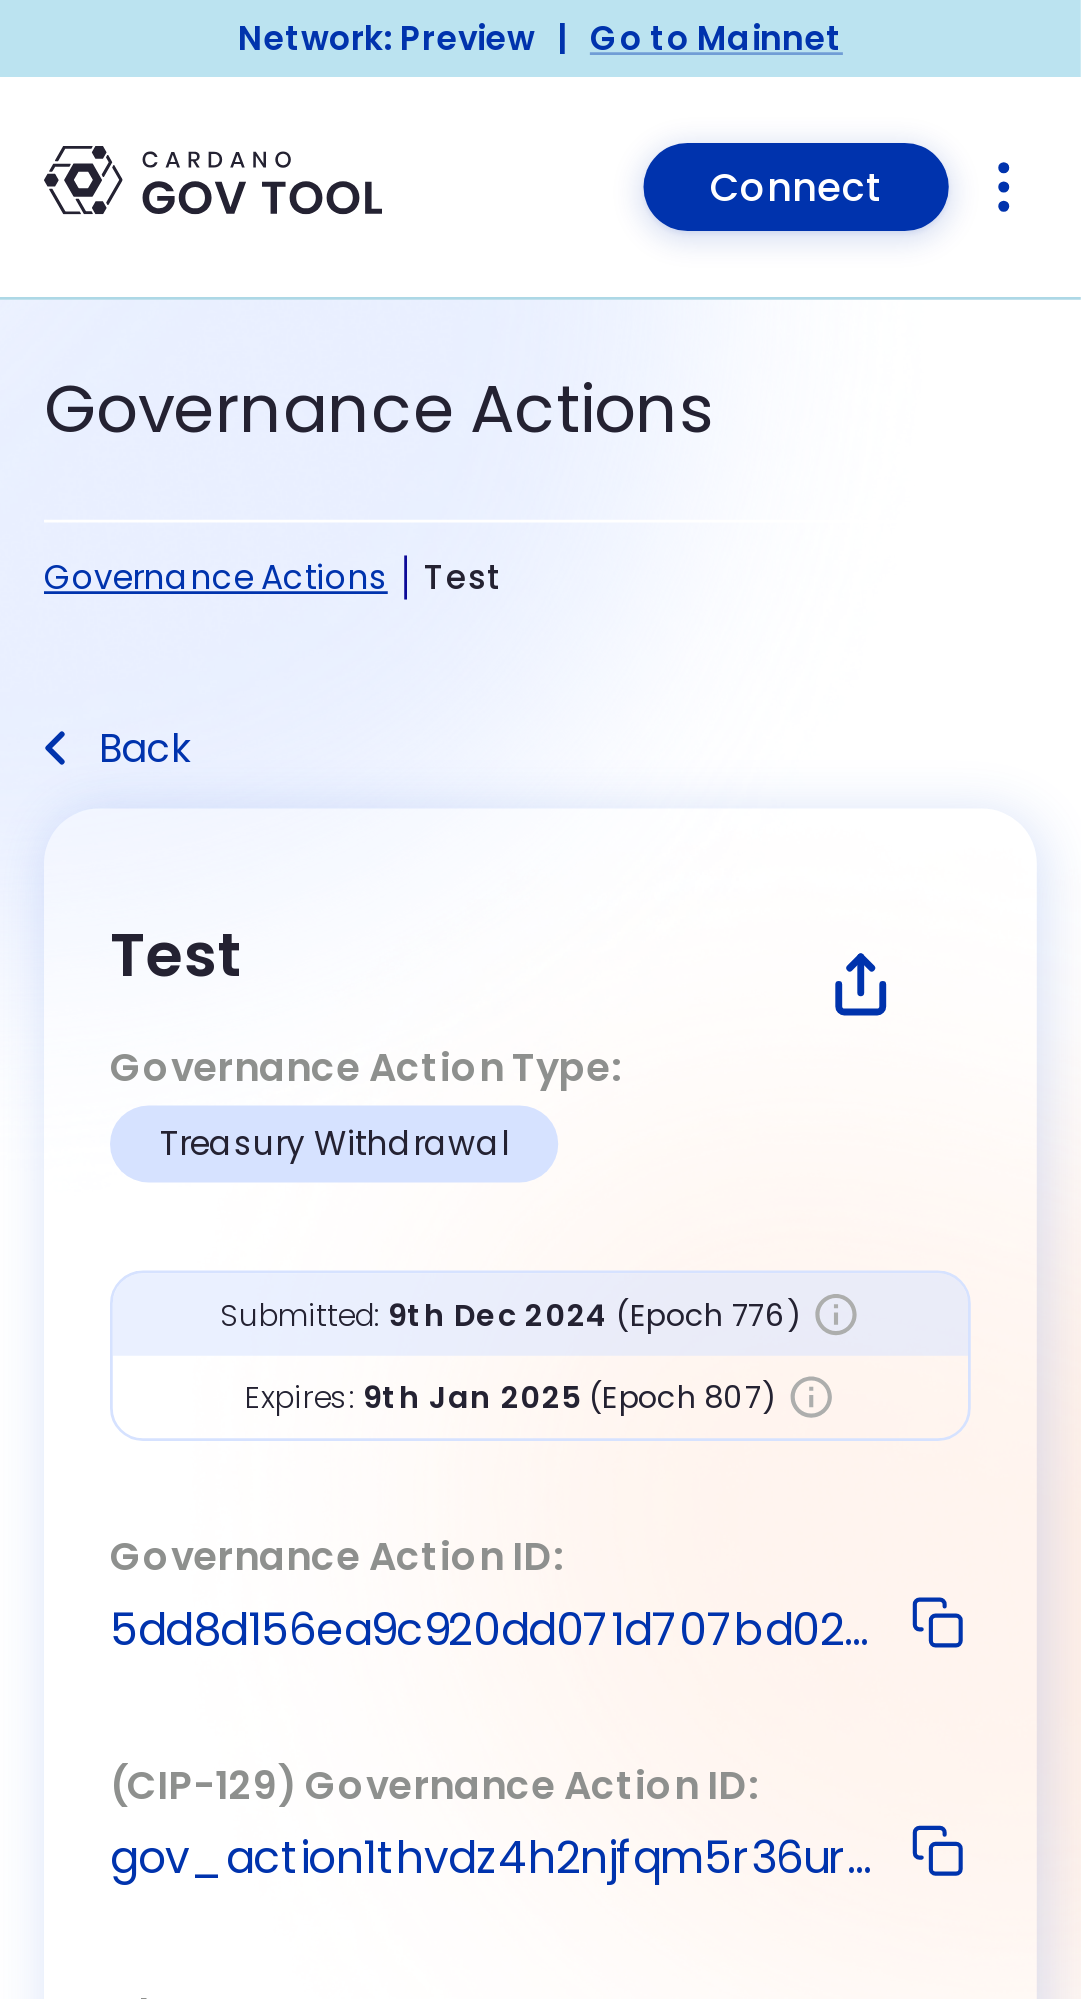 Network: Preview | Go to Mainnet
CARDANO
GOV TOOL
Connect
Governance Actions
Governance Actions | Test
Back
Test
Governance Action Type:
Treasury Withdrawal
Submitted: 9th Dec 2024 (Epoch 776)
Expires: 9th Jan 2025 (Epoch 807)
Governance Action ID:
5dd8d156ea9c920dd071d707bd02...
(CIP-129) Governance Action ID:
gov_action1thvdz4h2njfqm5r36ur...